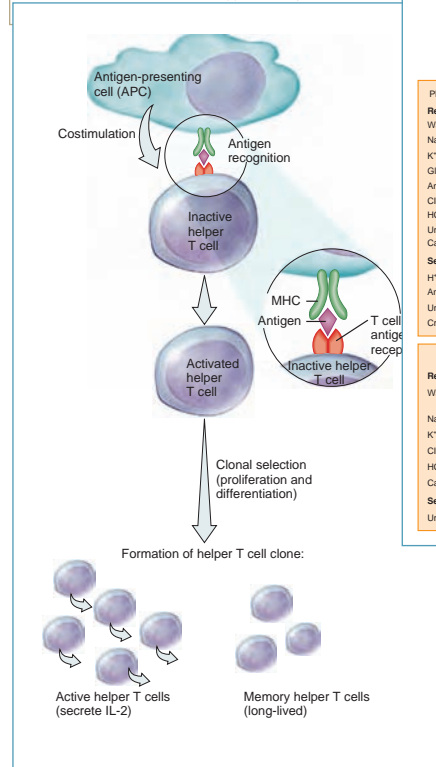 Antigen-presenting
cell (APC)
Costimulation
Antigen
recognition
Inactive
helper
T cell
MHC
Antigen
T cell
Inactive helper
T cell
Activated
helper
T cell
Clonal selection
(proliferation and
differentiation)
Formation of helper T cell clone:
Active helper T cells
(secrete IL-2)
Memory helper T cells
(long-lived)